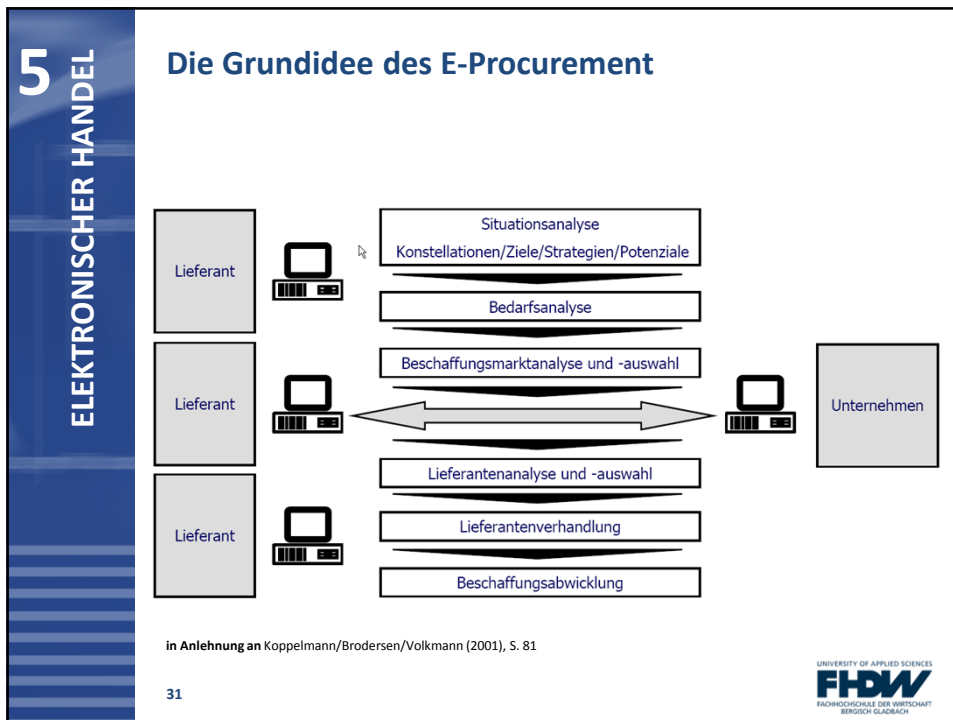 5
ELEKTRONISCHER HANDEL
Die Grundidee des E-Procurement
Lieferant
Lieferant
Lieferant
Situationsanalyse
Konstellationen/Ziele/Strategien/Potenziale
Bedarfsanalyse
Beschaffungsmarktanalyse und -auswahl
Lieferantenanalyse und -auswahl
Lieferantenverhandlung
Beschaffungsabwicklung
Unternehmen
in Anlehnung an Koppelmann/Brodersen/Volkmann (2001), S. 81
31
UNIVERSITY OF APPLIED SCIENCES
FHDW
FACHHOCHSCHULE DER WIRTSCHAFT
BERGISCH GLADBACH